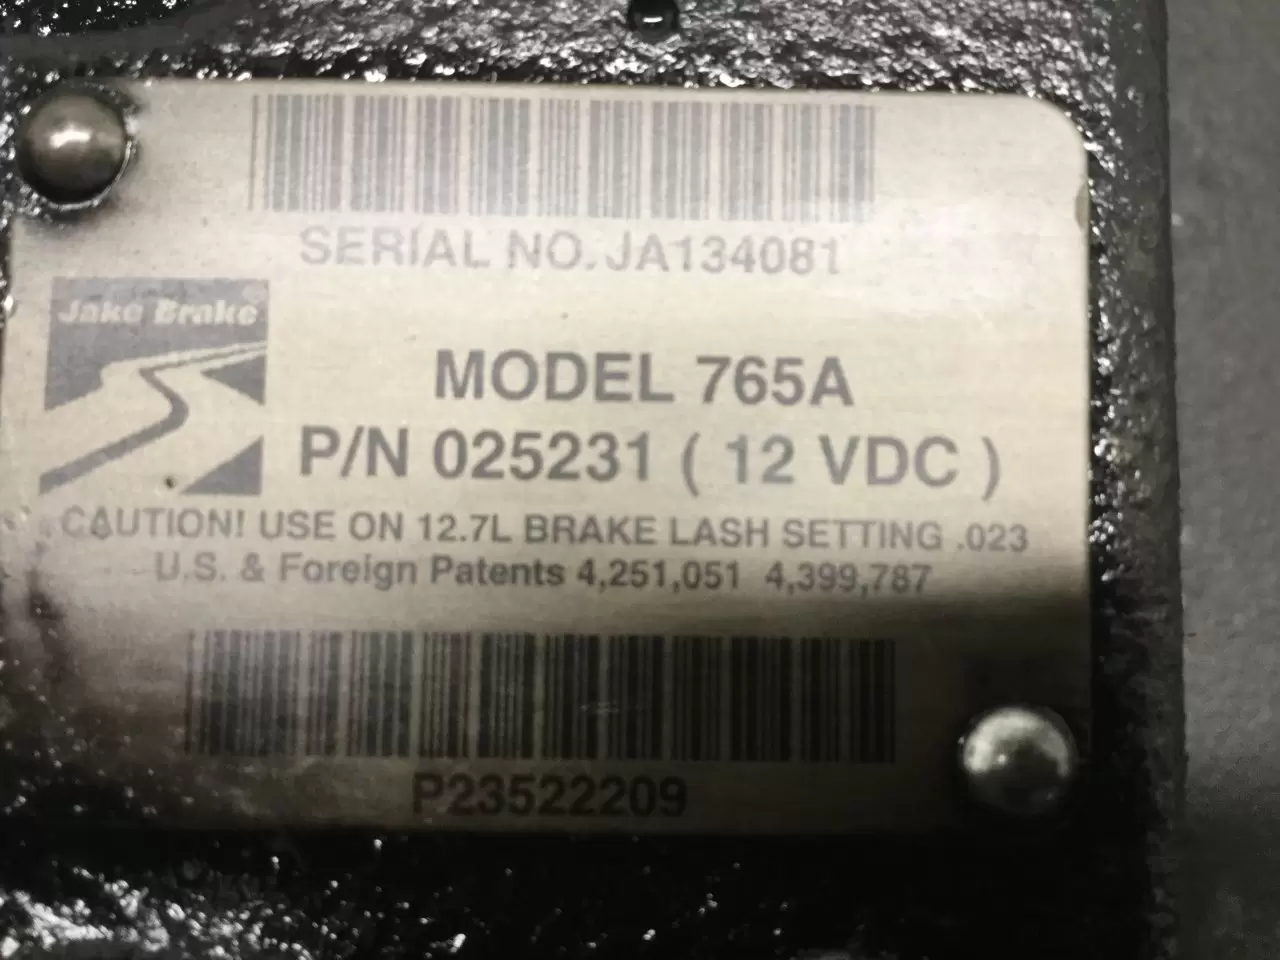 SERIAL NO. JA134081
Jake Brake®
MODEL 765A
P/N 025231 ( 12 VDC )
CAUTION! USE ON 12.7L BRAKE LASH SETTING .023
U.S. & Foreign Patents 4,251,051 4,399,787
P23522209